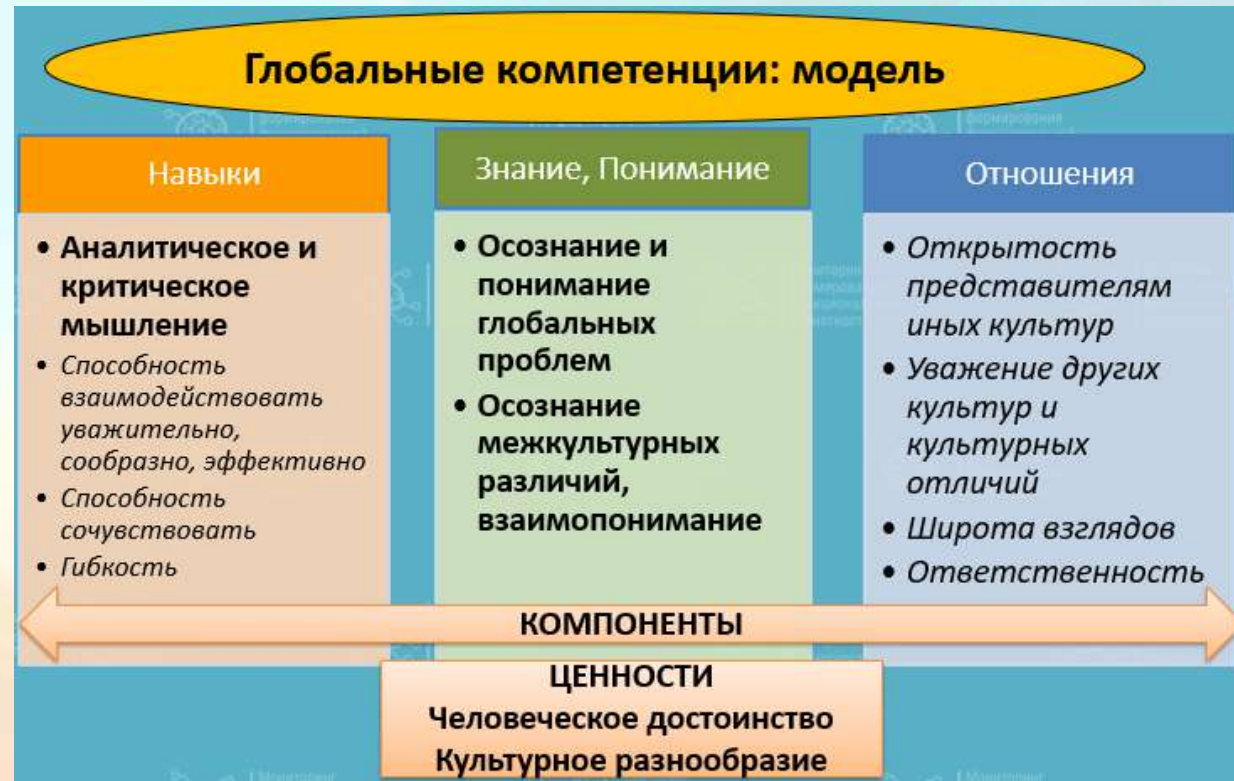 Глобальные компетенции: модель
Навыки
• Аналитическое и
критическое
мышление
• Способность
взаимодействовать
уважительно,
сообразно, эффективно
• Способность
сочувствовать
• Гибкость
Знание, Понимание
• Осознание и
понимание
глобальных
проблем
• Осознание
межкультурных
различий,
взаимопонимание
Отношения
• Открытость
представителям
иных культур
• Уважение других
культур и
культурных
отличий
• Широта взглядов
• Ответственность
КОМПОНЕНТЫ
ЦЕННОСТИ
Человеческое достоинство
Культурное разнообразие